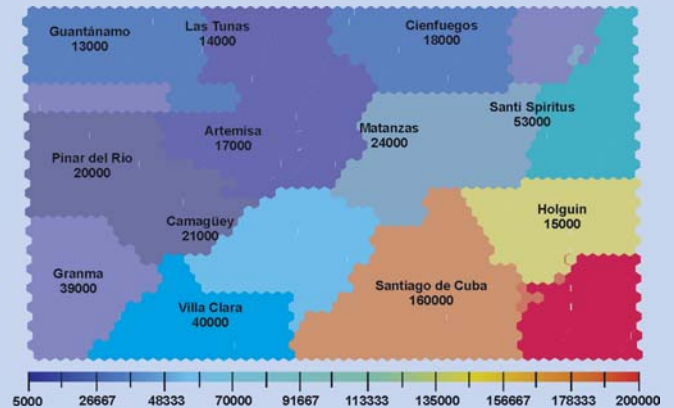 Guantánamo
13000
Las Tunas
14000
Cienfuegos
18000
Artemisa
17000
Matanzas
24000
Santi Spiritus
53000
Pinar del Río
20000
Camagüey
21000
Holguin
15000
Granma
39000
Villa Clara
40000
Santiago de Cuba
160000
5000 26667 48333 70000 91667 113333 135000 156667 178333 200000